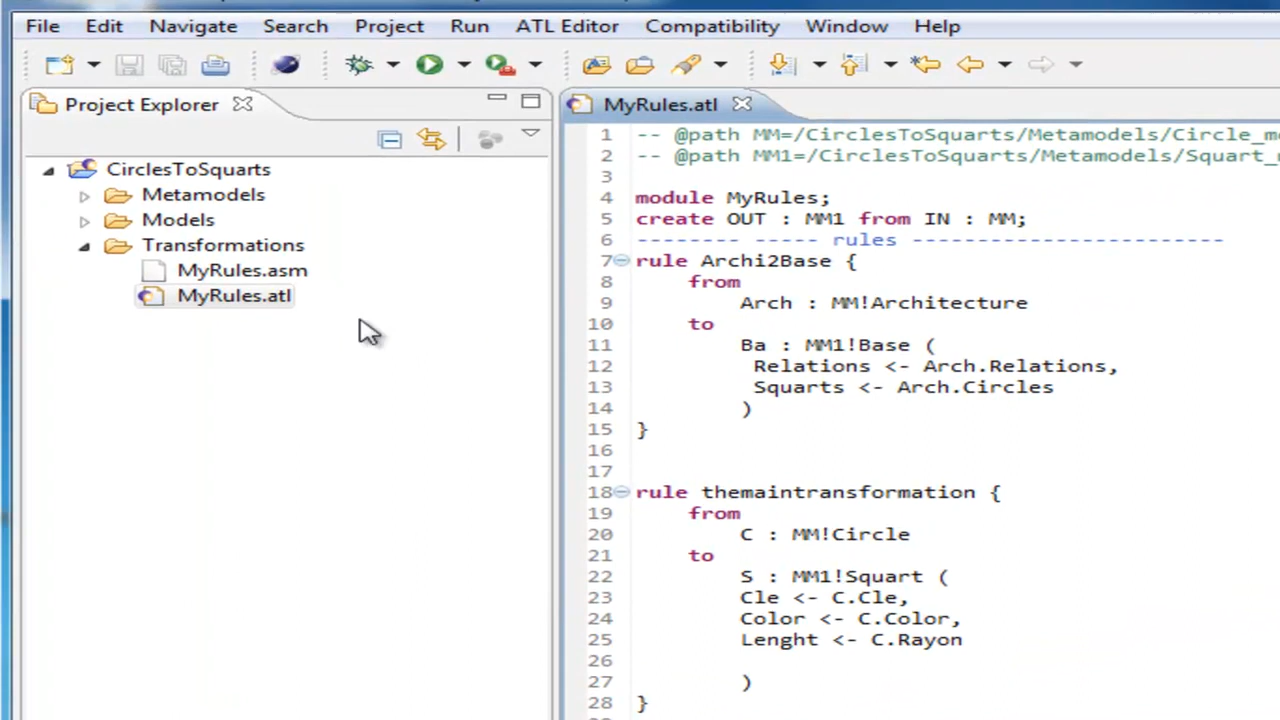 File Edit Navigate Search Project Run ATL Editor Compatibility Window Help
Project Explorer
CirclesToSquarts
Metamodels
Models
Transformations
MyRules.asm
MyRules.atl
MyRules.atl
1 -- @path MM=/CirclesToSquarts/Metamodels/Circle_m
2 -- @path MM1=/CirclesToSquarts/Metamodels/Squart_
3
4 module MyRules;
5 create OUT : MM1 from IN : MM;
6 -------- ----- rules ------------------------
7 rule Archi2Base {
8 from
9 Arch : MM!Architecture
10 to
11 Ba : MM1!Base (
12 Relations <- Arch.Relations,
13 Squarts <- Arch.Circles
14 )
15 }
16
17
18 rule themaintransformation {
19 from
20 C : MM!Circle
21 to
22 S : MM1!Squart (
23 Cle <- C.Cle,
24 Color <- C.Color,
25 Lenght <- C.Rayon
26
27 )
28 }